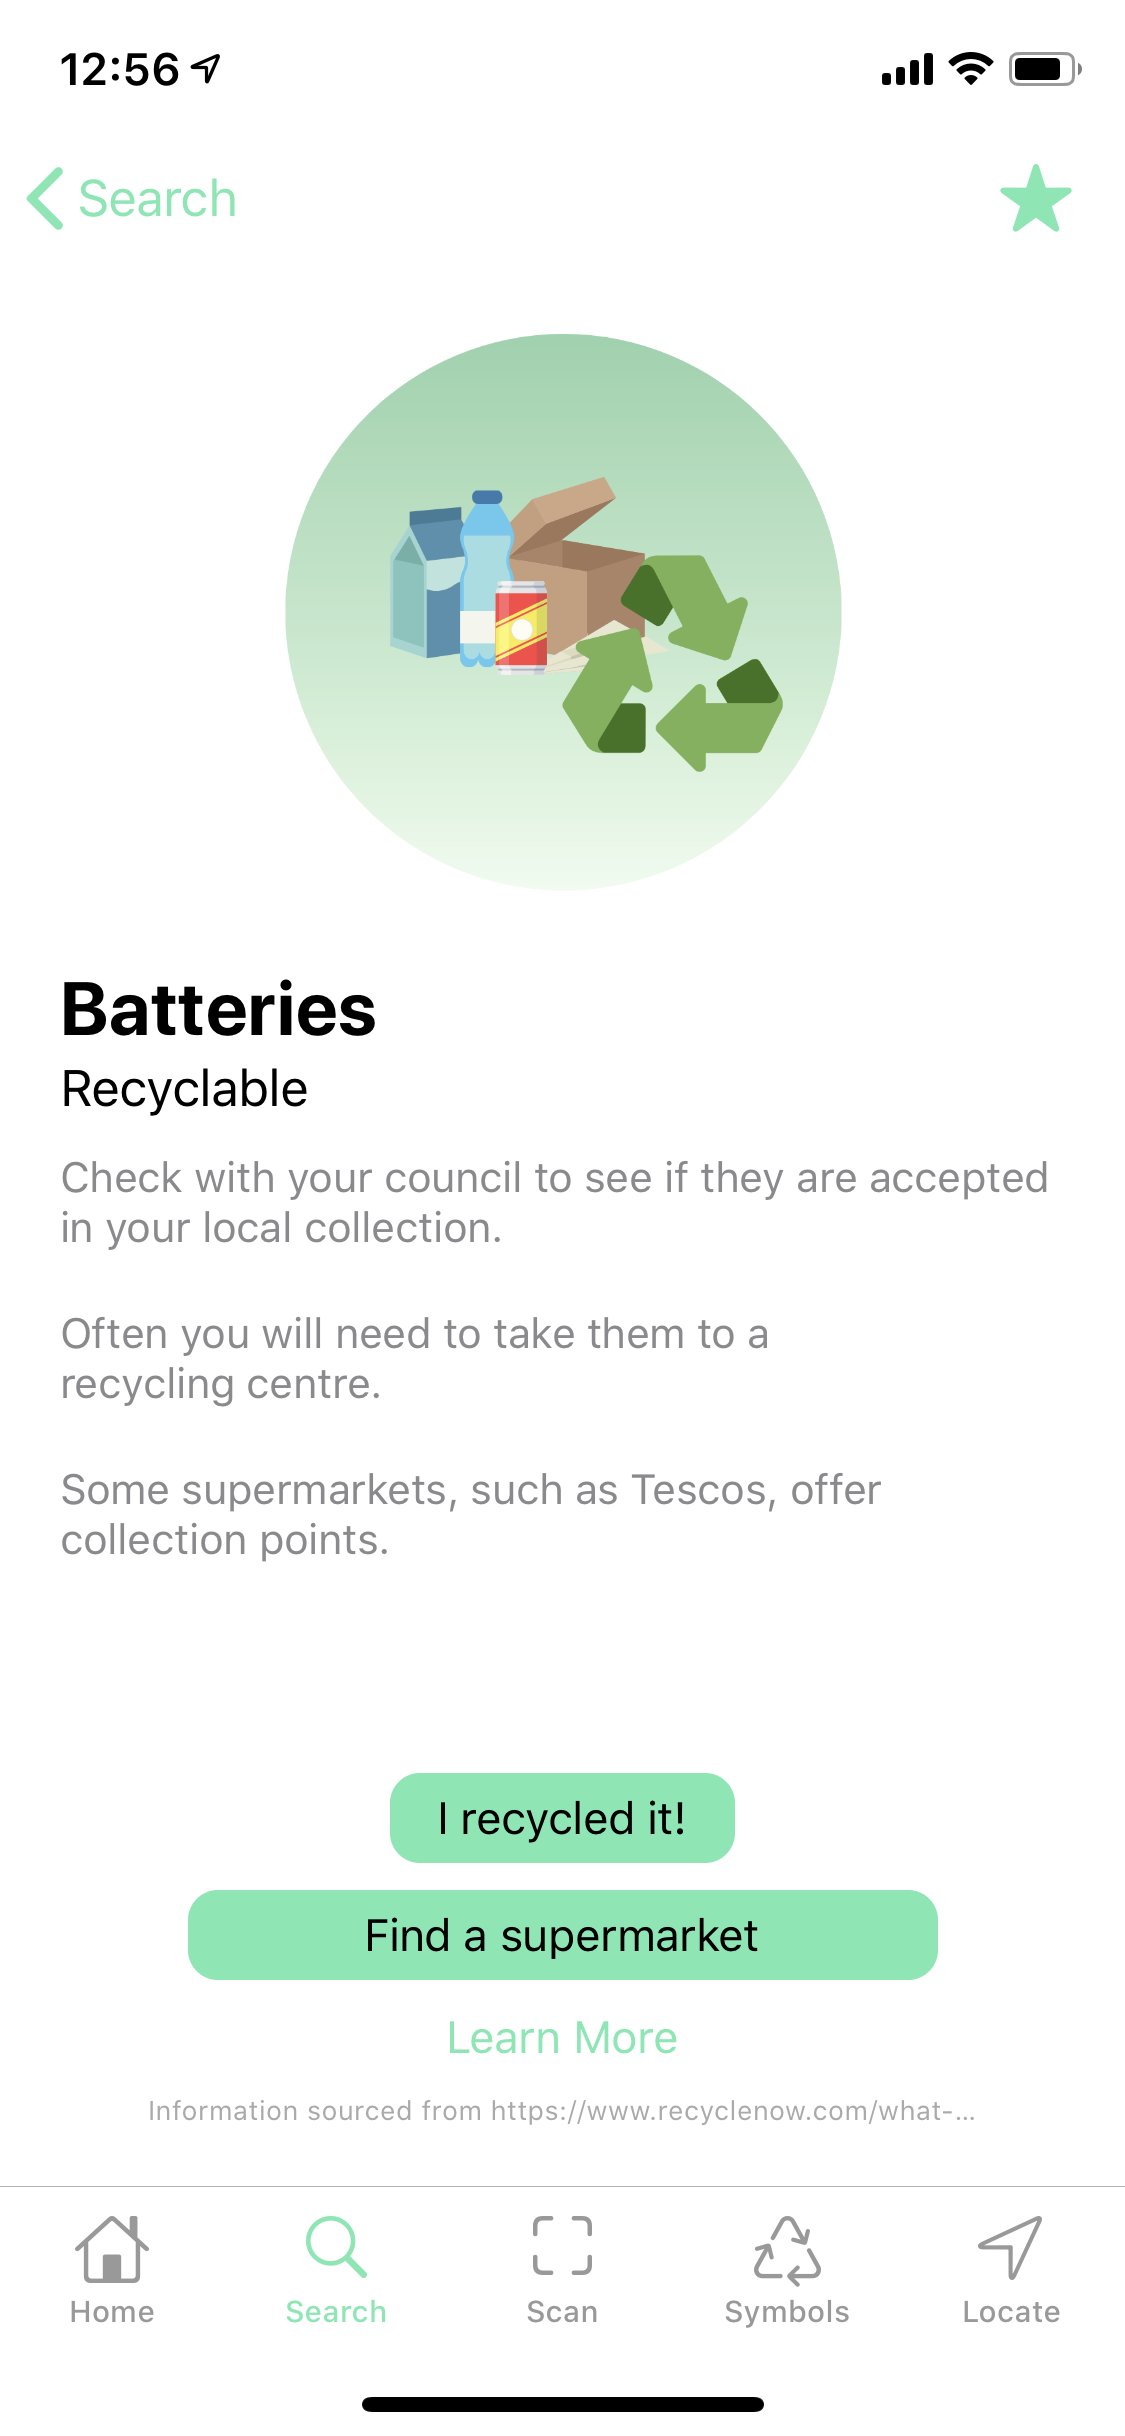 12:56
Search
Batteries
Recyclable
Check with your council to see if they are accepted
in your local collection.
Often you will need to take them to a
recycling centre.
Some supermarkets, such as Tescos, offer
collection points.
I recycled it!
Find a supermarket
Learn More
Information sourced from https://www.recyclenow.com/what-...
Home Search Scan Symbols Locate